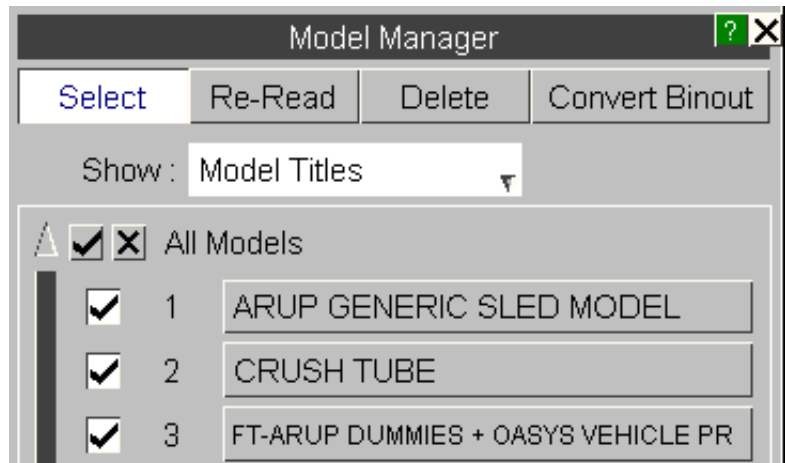 Model Manager ?
Select Re-Read Delete Convert Binout
Show : Model Titles
All Models
1 ARUP GENERIC SLED MODEL
2 CRUSH TUBE
3 FT-ARUP DUMMIES + OASYS VEHICLE PR